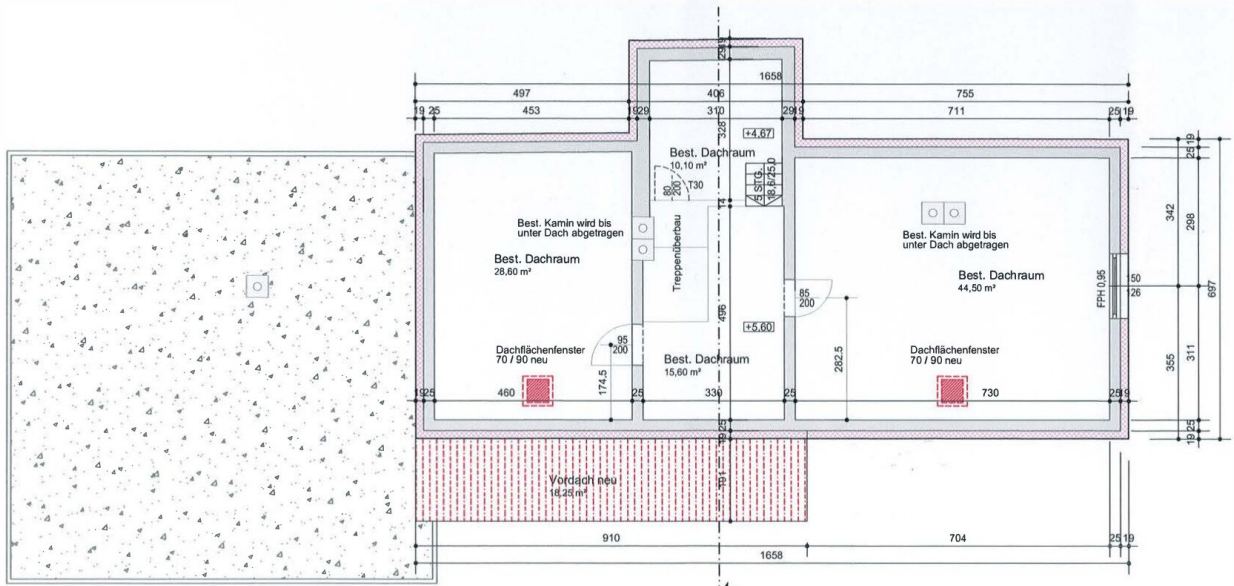 19
29
1658
497
406
755
19 25
453
19 29
310
29 19
711
25 19
328
+4,67
Best. Dachraum
10,10 m²
80
200
T30
5 STG.
18,6/25,0
14
Best. Kamin wird bis
unter Dach abgetragen
Best. Dachraum
28,60 m²
Treppenüberbau
Best. Kamin wird bis
unter Dach abgetragen
Best. Dachraum
44,50 m²
FPH 0,95
150
126
19
25
342
298
697
355
311
25
19
85
200
496
+5,60
282.5
95
200
174.5
Dachflächenfenster
70 / 90 neu
Best. Dachraum
15,60 m²
Dachflächenfenster
70 / 90 neu
19 25
460
25
330
25
730
25 19
25
19
Vordach neu
18,25 m²
191
910
704
25 19
1658